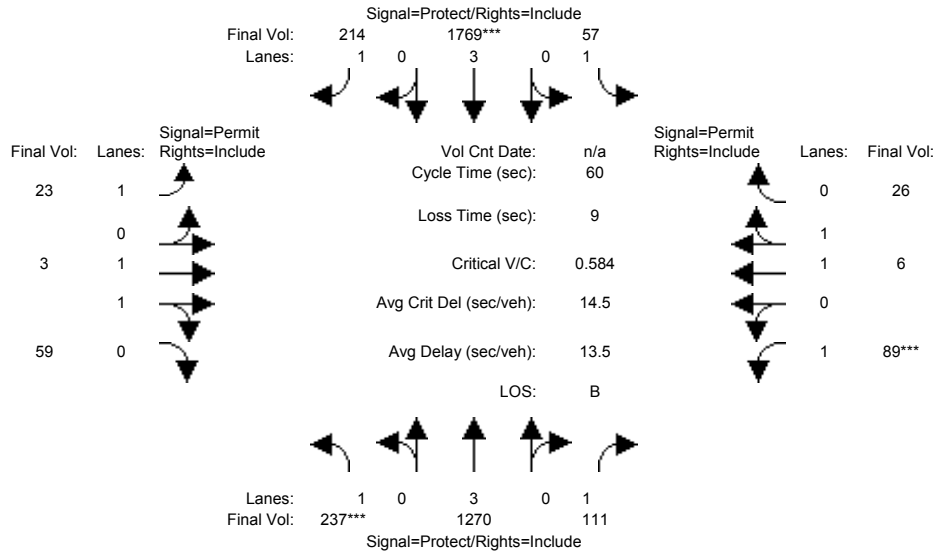 Signal=Protect/Rights=Include
Final Vol: 214 1769*** 57
Lanes: 1 0 3 0 1
Signal=Permit
Final Vol: Lanes: Rights=Include
Vol Cnt Date: n/a
Signal=Permit
Rights=Include Lanes: Final Vol:
Cycle Time (sec): 60
23 1
0 26
Loss Time (sec): 9
0
1
3 1
Critical V/C: 0.584
1 6
1
Avg Crit Del (sec/veh): 14.5
0
59 0
Avg Delay (sec/veh): 13.5
1 89***
LOS: B
Lanes: 1 0 3 0 1
Final Vol: 237*** 1270 111
Signal=Protect/Rights=Include